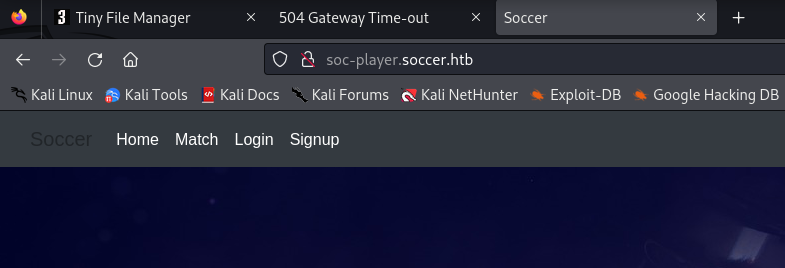 Tiny File Manager 504 Gateway Time-out Soccer
soc-player.soccer.htb
Kali Linux Kali Tools Kali Docs Kali Forums Kali NetHunter Exploit-DB Google Hacking DB
Soccer Home Match Login Signup